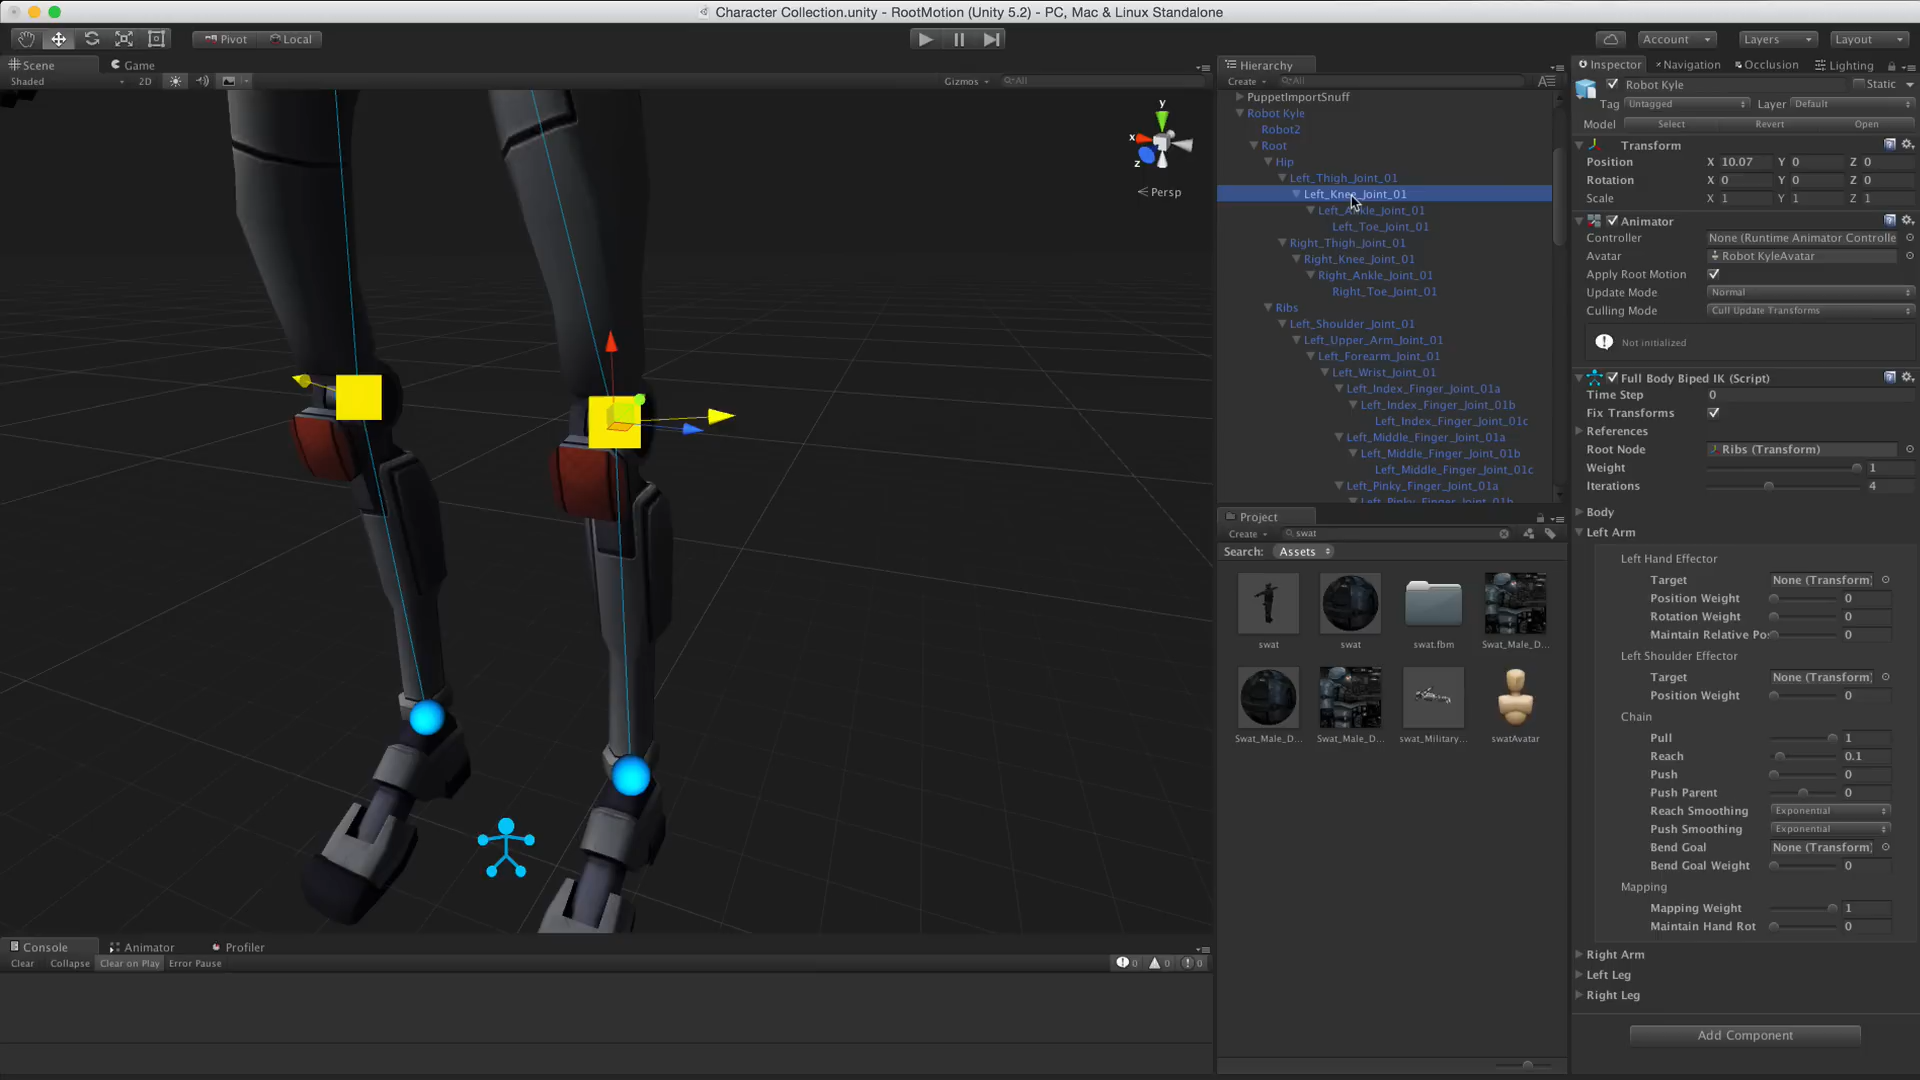 Character Collection.unity - RootMotion (Unity 5.2) - PC, Mac & Linux Standalone
Pivot Local
Account Layers Layout
Scene Game
Shaded 2D Gizmos All
y
x
z
Persp
Hierarchy
Create All
PuppetImportSnuff
Robot Kyle
Robot2
Root
Hip
Left_Thigh_Joint_01
Left_Knee_Joint_01
Left_Ankle_Joint_01
Left_Toe_Joint_01
Right_Thigh_Joint_01
Right_Knee_Joint_01
Right_Ankle_Joint_01
Right_Toe_Joint_01
Ribs
Left_Shoulder_Joint_01
Left_Upper_Arm_Joint_01
Left_Forearm_Joint_01
Left_Wrist_Joint_01
Left_Index_Finger_Joint_01a
Left_Index_Finger_Joint_01b
Left_Index_Finger_Joint_01c
Left_Middle_Finger_Joint_01a
Left_Middle_Finger_Joint_01b
Left_Middle_Finger_Joint_01c
Left_Pinky_Finger_Joint_01a
Left_Pinky_Finger_Joint_01b
Project
Create swat
Search: Assets
swat swat swat.fbm Swat_Male_D...
Swat_Male_D... Swat_Male_D... swat_Military... swatAvatar
Inspector Navigation Occlusion Lighting
Robot Kyle Static
Tag Untagged Layer Default
Model Select Revert Open
Transform
Position X 10.07 Y 0 Z 0
Rotation X 0 Y 0 Z 0
Scale X 1 Y 1 Z 1
Animator
Controller None (Runtime Animator Controlle
Avatar Robot KyleAvatar
Apply Root Motion
Update Mode Normal
Culling Mode Cull Update Transforms
Not initialized
Full Body Biped IK (Script)
Time Step 0
Fix Transforms
References
Root Node Ribs (Transform)
Weight 1
Iterations 4
Body
Left Arm
Left Hand Effector
Target None (Transform)
Position Weight 0
Rotation Weight 0
Maintain Relative Pos 0
Left Shoulder Effector
Target None (Transform)
Position Weight 0
Chain
Pull 1
Reach 0.1
Push 0
Push Parent 0
Reach Smoothing Exponential
Push Smoothing Exponential
Bend Goal None (Transform)
Bend Goal Weight 0
Mapping
Mapping Weight 1
Maintain Hand Rot 0
Right Arm
Left Leg
Right Leg
Add Component
Console Animator Profiler
Clear Collapse Clear on Play Error Pause 0 0 0